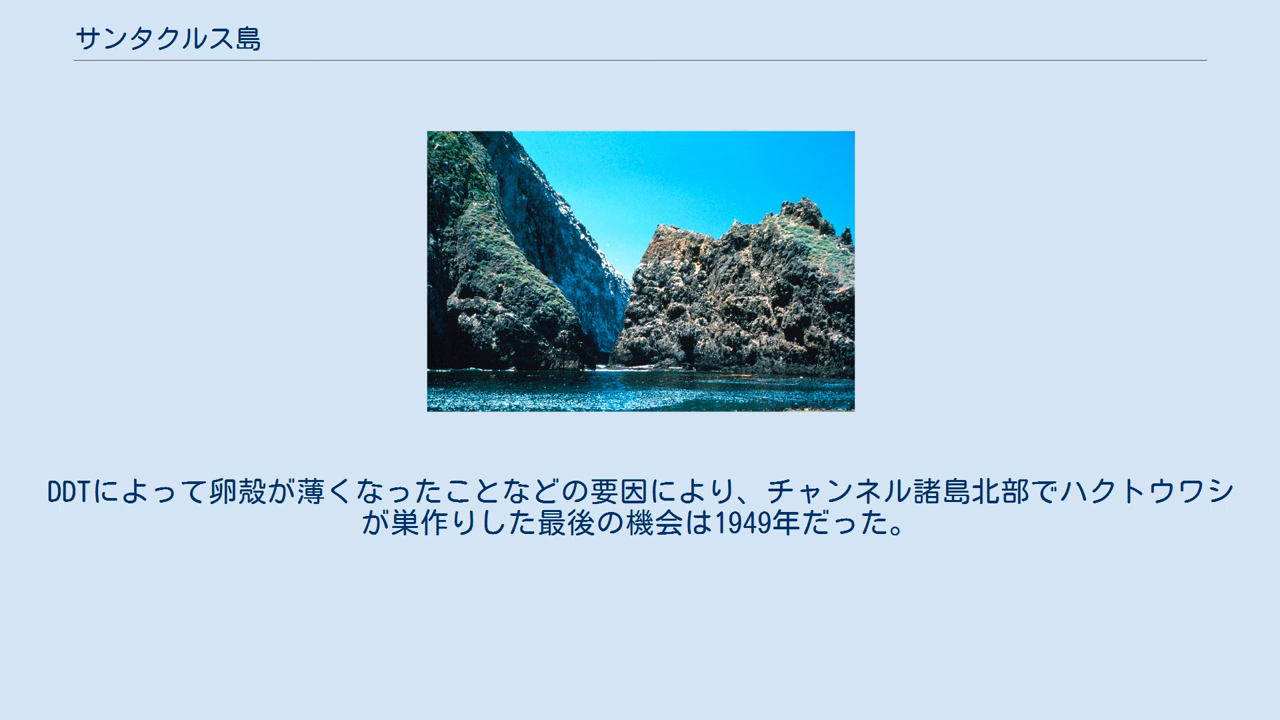 サンタクルス島
DDTによって卵殻が薄くなったことなどの要因により、チャンネル諸島北部でハクトウワシ
が巣作りした最後の機会は1949年だった。